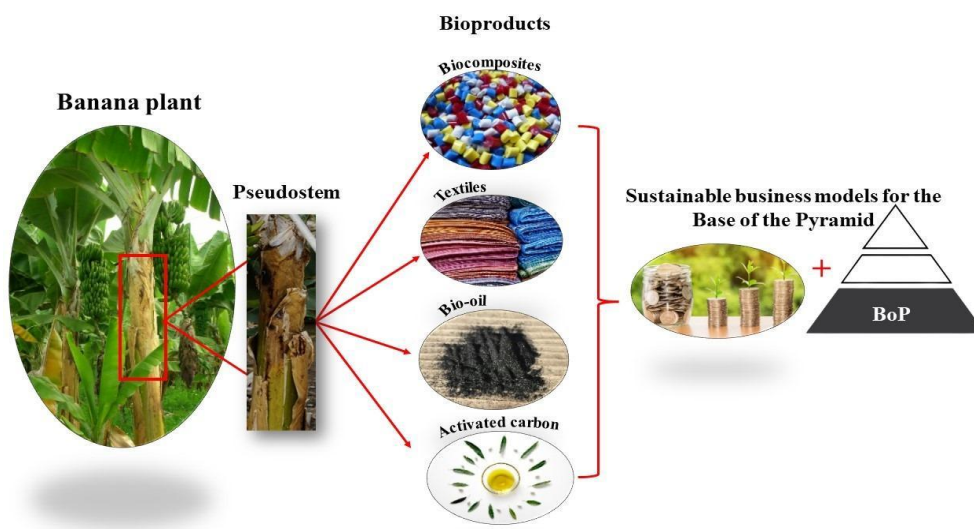 Bioproducts
Banana plant
Pseudostem
Biocomposites
Textiles
Bio-oil
Activated carbon
Sustainable business models for the
Base of the Pyramid
+
BoP